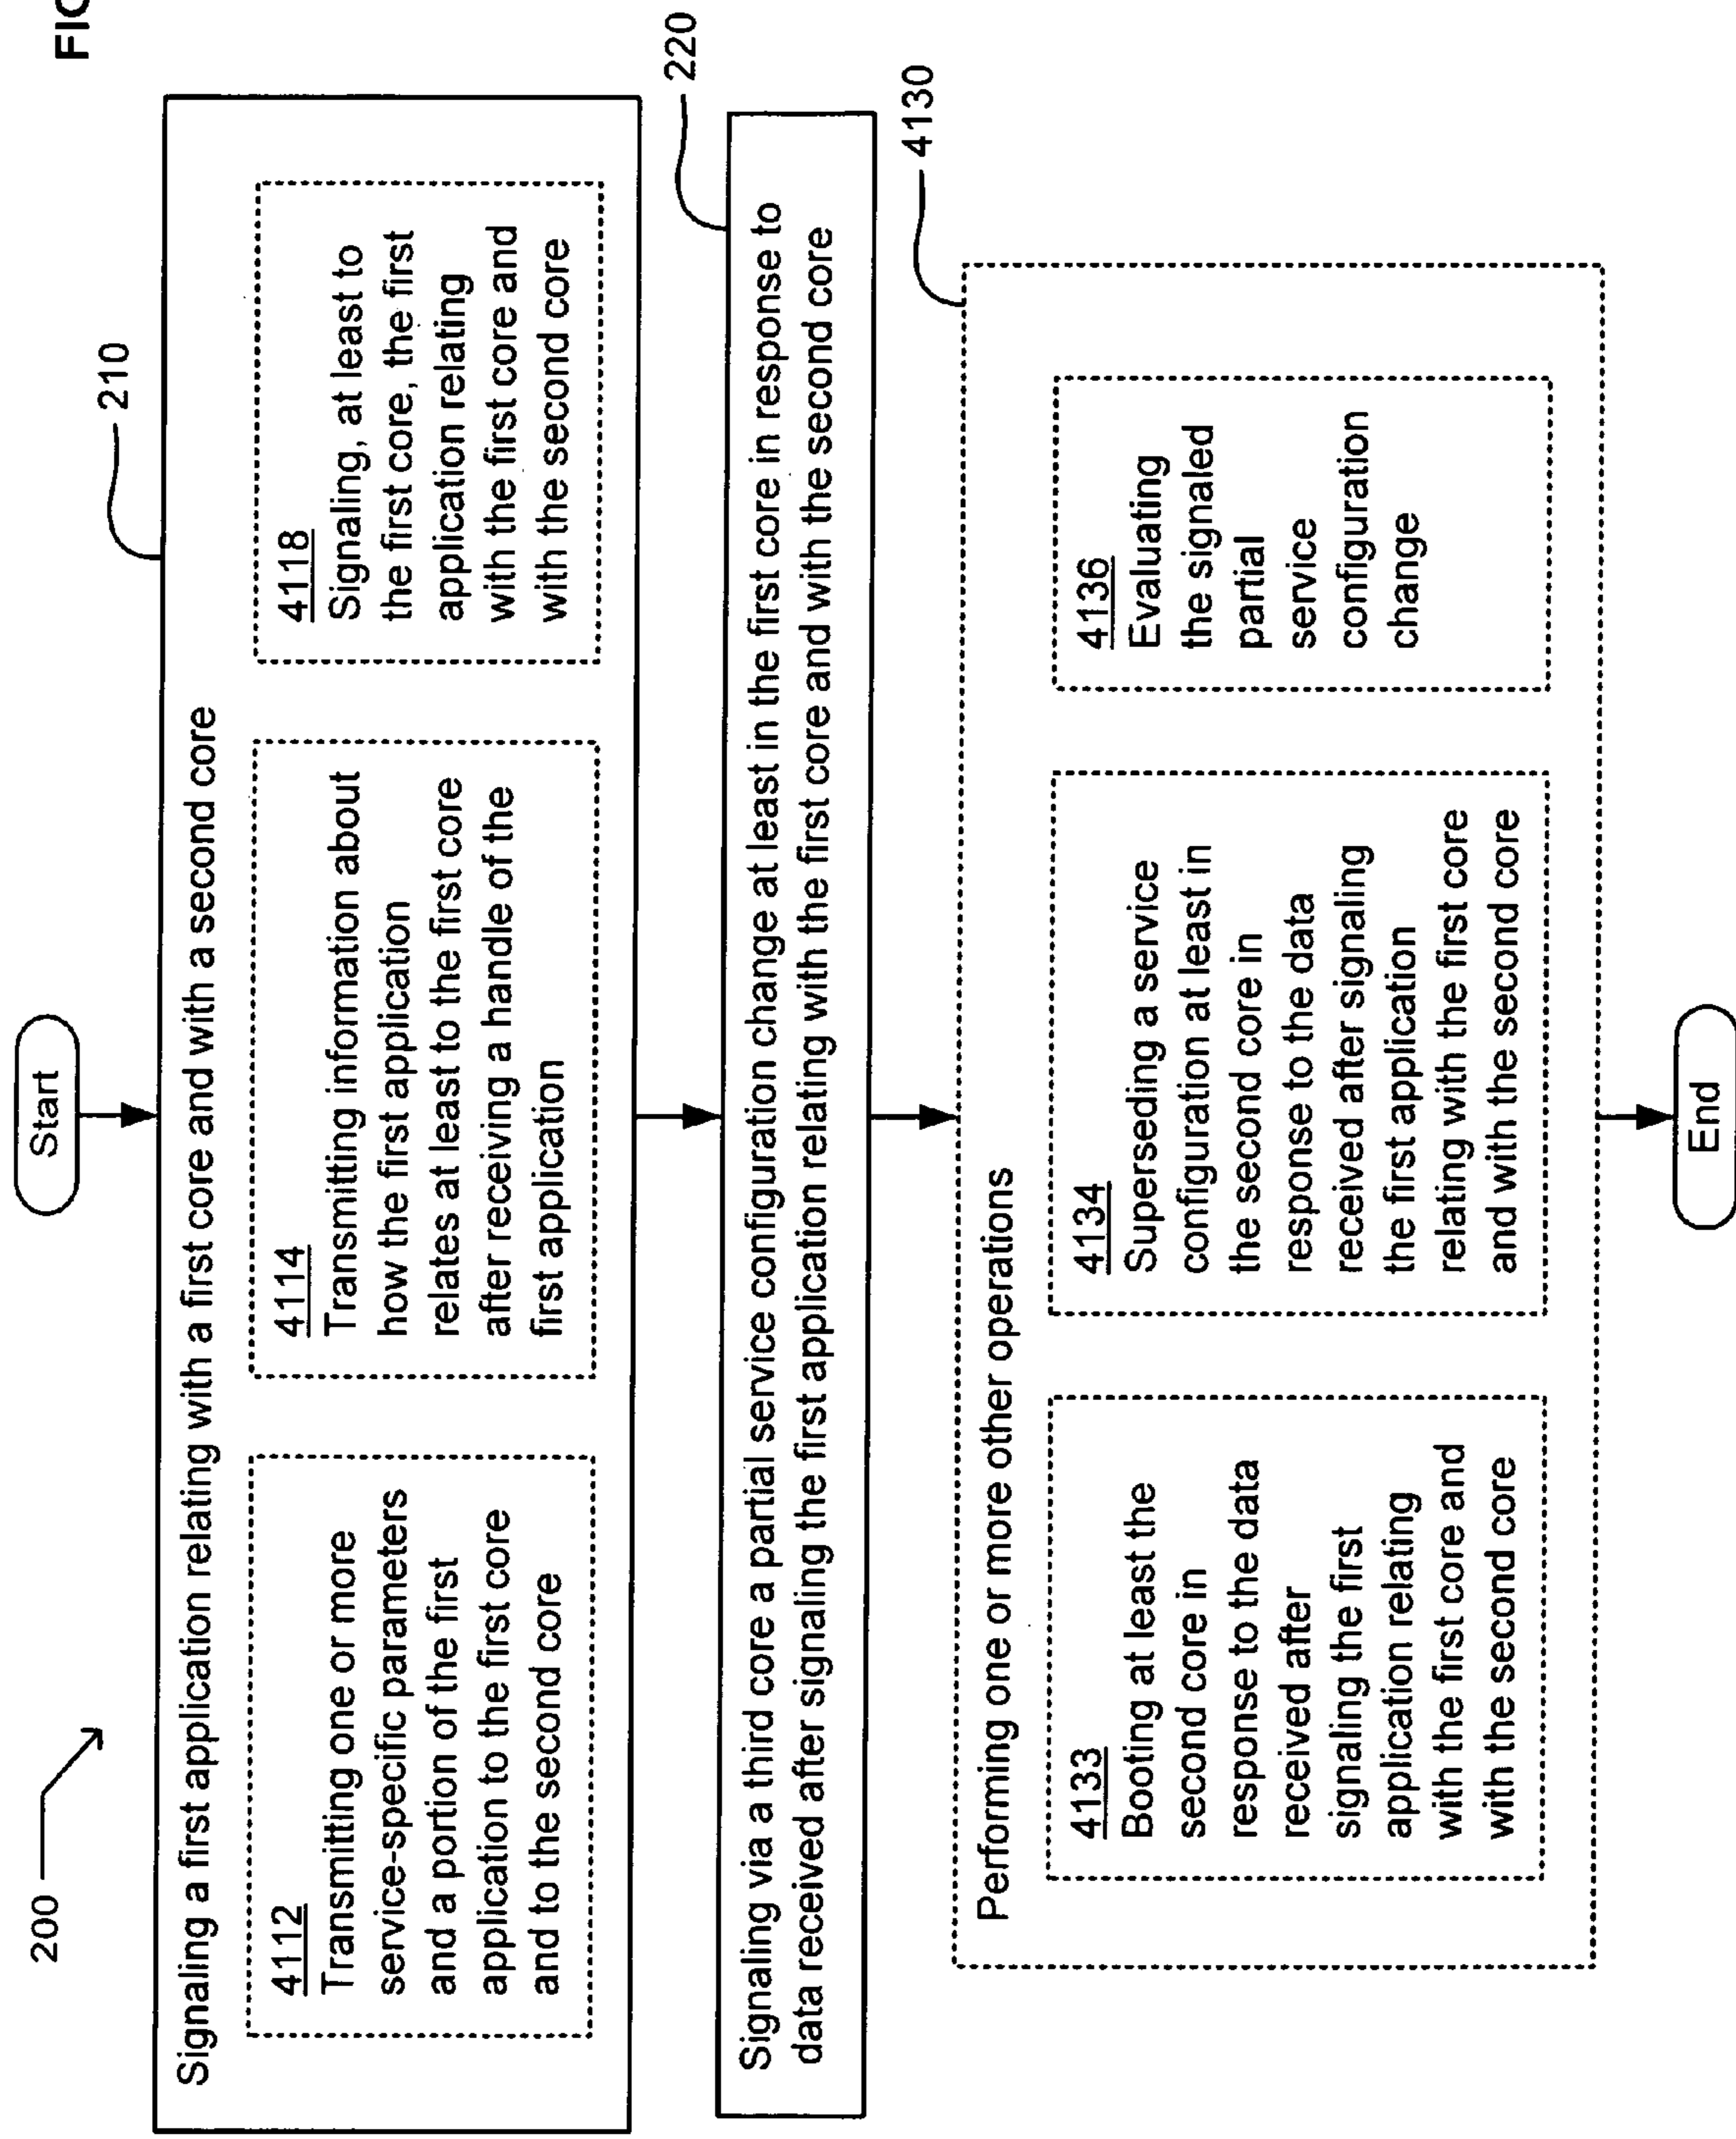 FIG
200
Start
210
Signaling a first application relating with a first core and with a second core
4112
Transmitting one or more
service-specific parameters
and a portion of the first
application to the first core
and to the second core
4114
Transmitting information about
how the first application
relates at least to the first core
after receiving a handle of the
first application
4118
Signaling, at least to
the first core, the first
application relating
with the first core and
with the second core
220
Signaling via a third core a partial service configuration change at least in the first core in response to
data received after signaling the first application relating with the first core and with the second core
4130
Performing one or more other operations
4133
Booting at least the
second core in
response to the data
received after
signaling the first
application relating
with the first core and
with the second core
4134
Superseding a service
configuration at least in
the second core in
response to the data
received after signaling
the first application
relating with the first core
and with the second core
4136
Evaluating
the signaled
partial
service
configuration
change
End